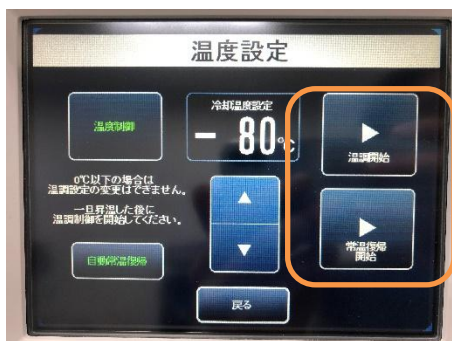 温度設定
温度制御
冷却温度設定
- 80℃
温調開始
0℃以下の場合は
温調設定の変更はできません。
一旦昇温した後に
温調制御を開始してください。
自動常温復帰
常温復帰
開始
戻る